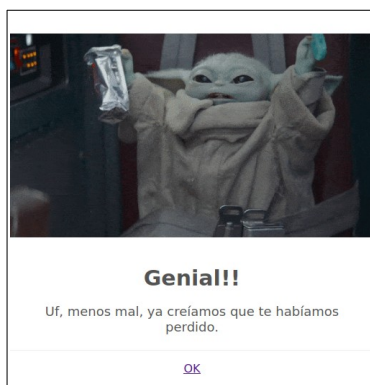 Genial!!
Uf, menos mal, ya creíamos que te habíamos
perdido.
OK